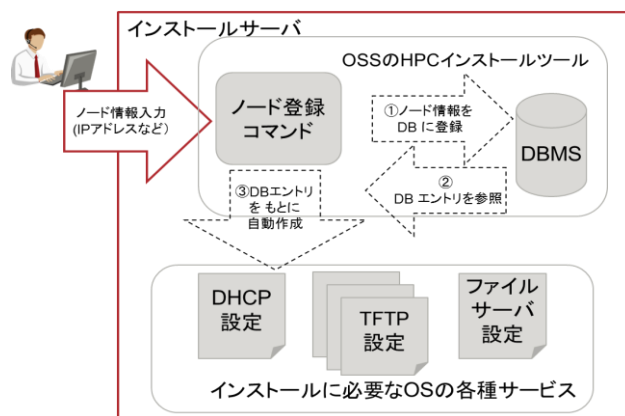 インストールサーバ
OSSのHPCインストールツール
ノード情報入力
(IPアドレスなど)
ノード登録
コマンド
①ノード情報を
DB に登録
DBMS
②
DB エントリを参照
③DBエントリ
を もとに
自動作成
DHCP
設定
TFTP
設定
ファイル
サーバ
設定
インストールに必要なOSの各種サービス